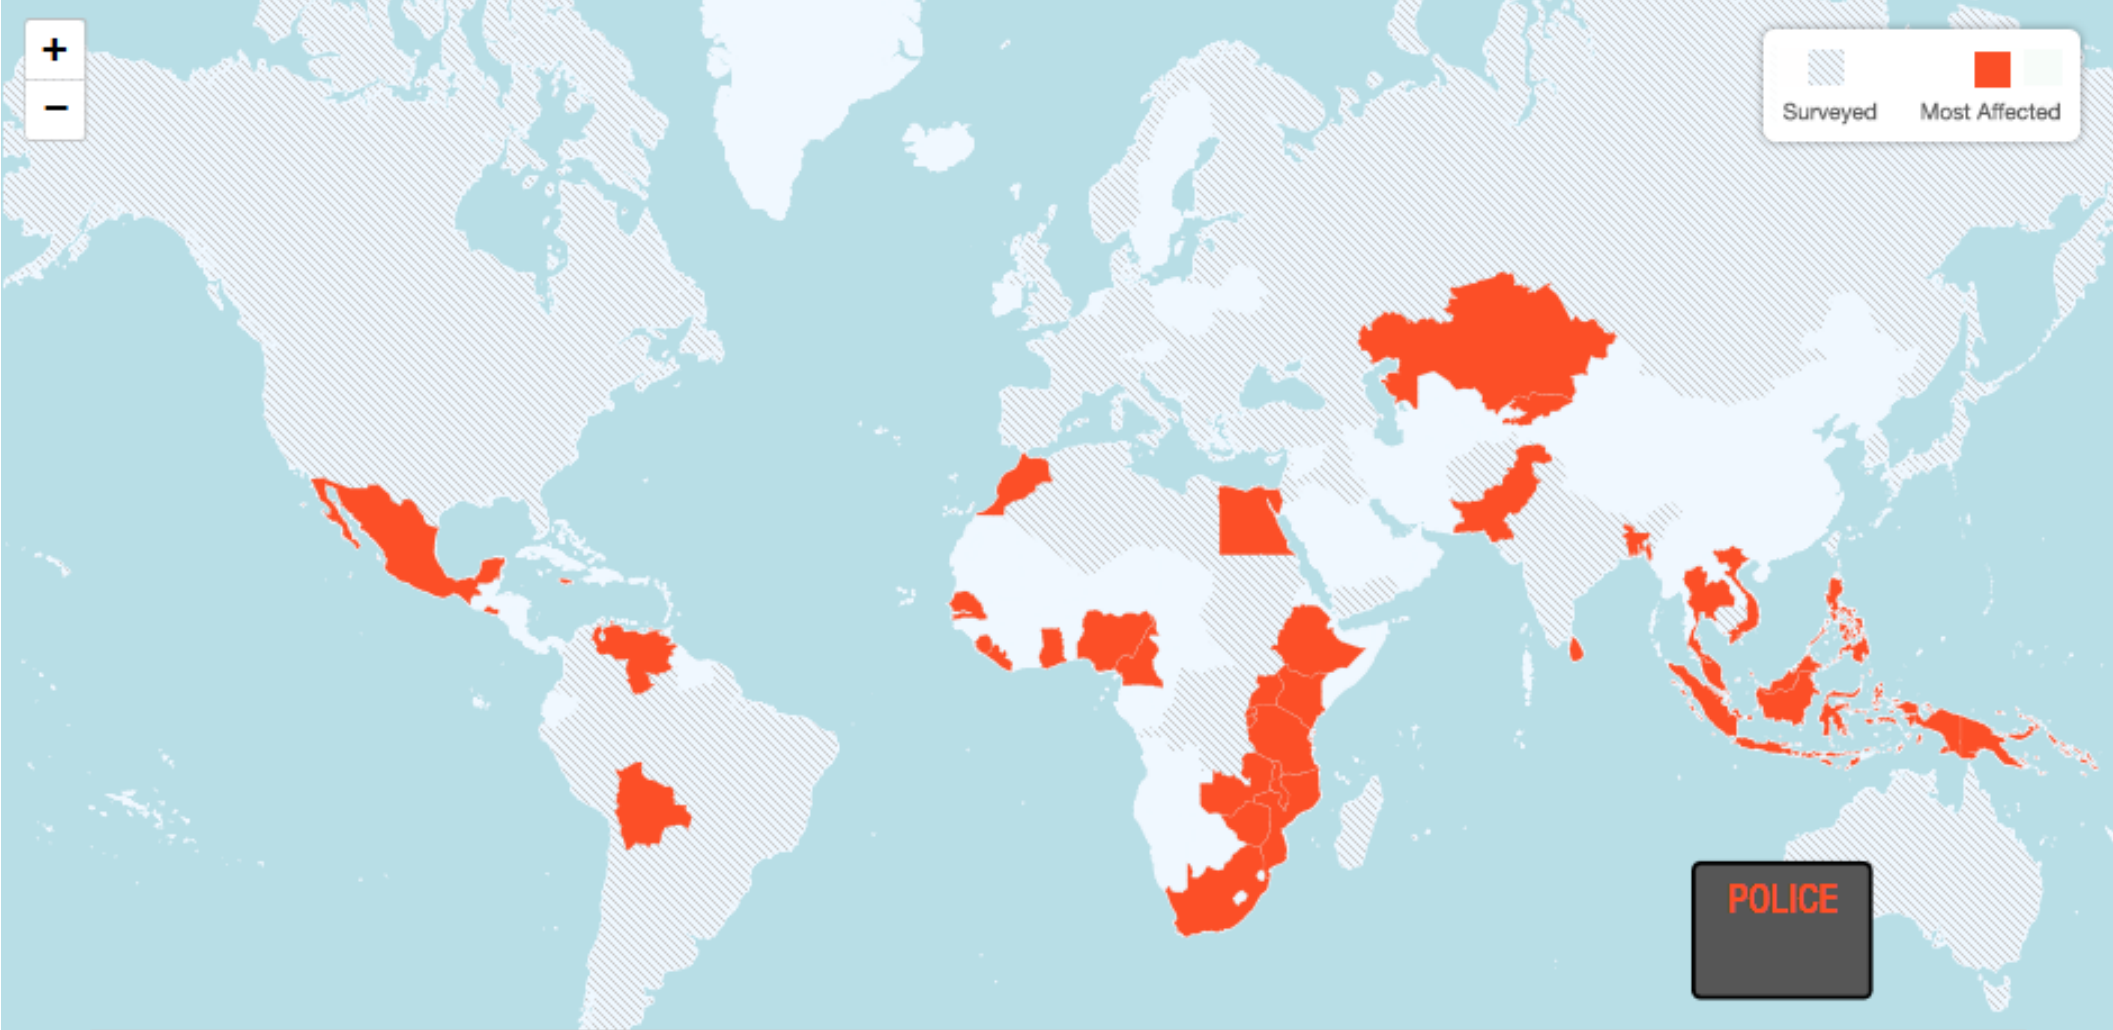 +
−
Surveyed
Most Affected
POLICE